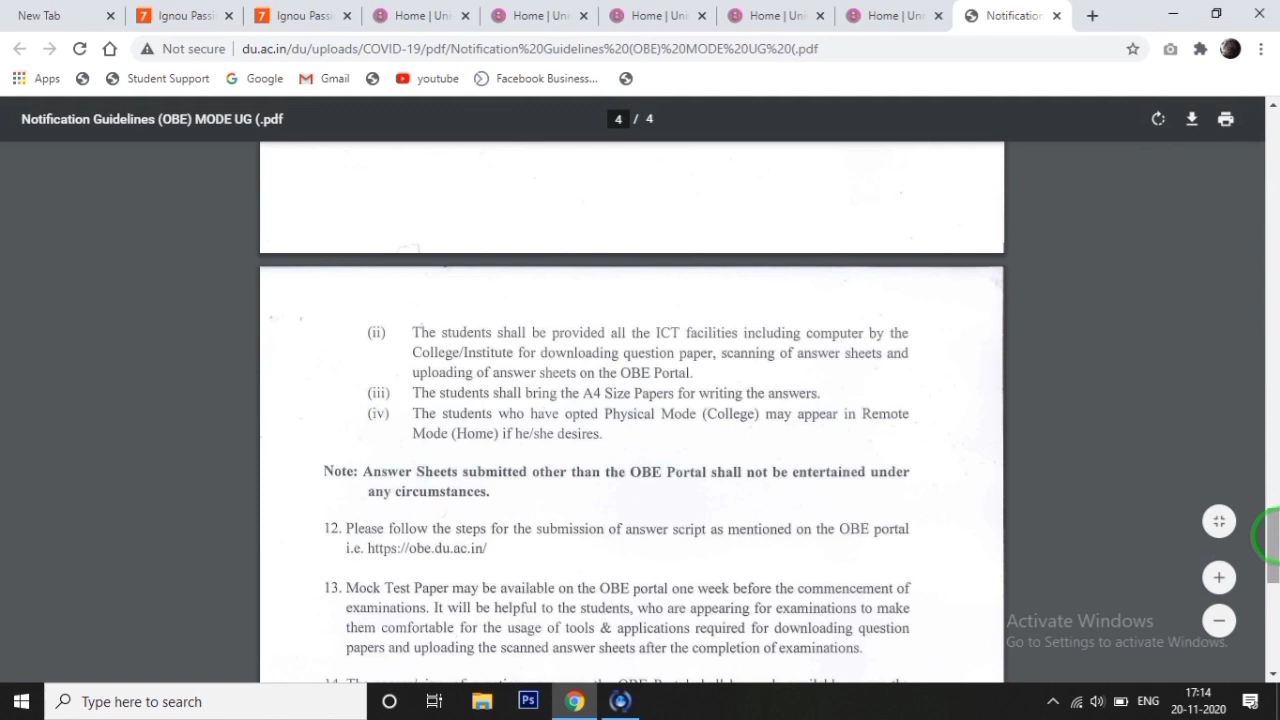 New Tab
Ignou Passi
Ignou Passi
Home | Univ
Home | Univ
Home | Univ
Home | Univ
Home | Univ
Notification
Not secure
du.ac.in/du/uploads/COVID-19/pdf/Notification%20Guidelines%20(OBE)%20MODE%20UG%20(.pdf
Apps
Student Support
Google
Gmail
youtube
Facebook Business...
Notification Guidelines (OBE) MODE UG (.pdf
4 / 4
(ii) The students shall be provided all the ICT facilities including computer by the
College/Institute for downloading question paper, scanning of answer sheets and
uploading of answer sheets on the OBE Portal.
(iii) The students shall bring the A4 Size Papers for writing the answers.
(iv) The students who have opted Physical Mode (College) may appear in Remote
Mode (Home) if he/she desires.
Note: Answer Sheets submitted other than the OBE Portal shall not be entertained under
any circumstances.
12. Please follow the steps for the submission of answer script as mentioned on the OBE portal
i.e. https://obe.du.ac.in/
13. Mock Test Paper may be available on the OBE portal one week before the commencement of
examinations. It will be helpful to the students, who are appearing for examinations to make
them comfortable for the usage of tools & applications required for downloading question
papers and uploading the scanned answer sheets after the completion of examinations.
Activate Windows
Go to Settings to activate Windows.
Type here to search
Ps
ENG
17:14
20-11-2020